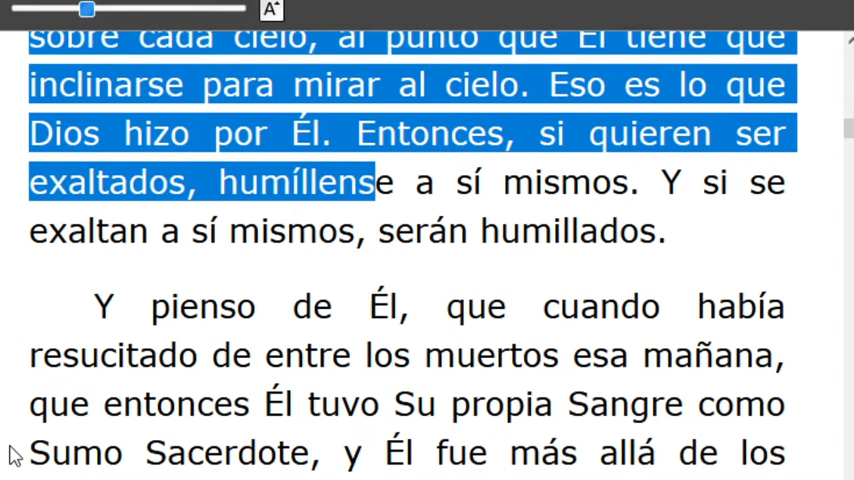 A
sobre cada cielo, al punto que Él tiene que
inclinarse para mirar al cielo. Eso es lo que
Dios hizo por Él. Entonces, si quieren ser
exaltados, humíllense a sí mismos. Y si se
exaltan a sí mismos, serán humillados.
Y pienso de Él, que cuando había
resucitado de entre los muertos esa mañana,
que entonces Él tuvo Su propia Sangre como
Sumo Sacerdote, y Él fue más allá de los